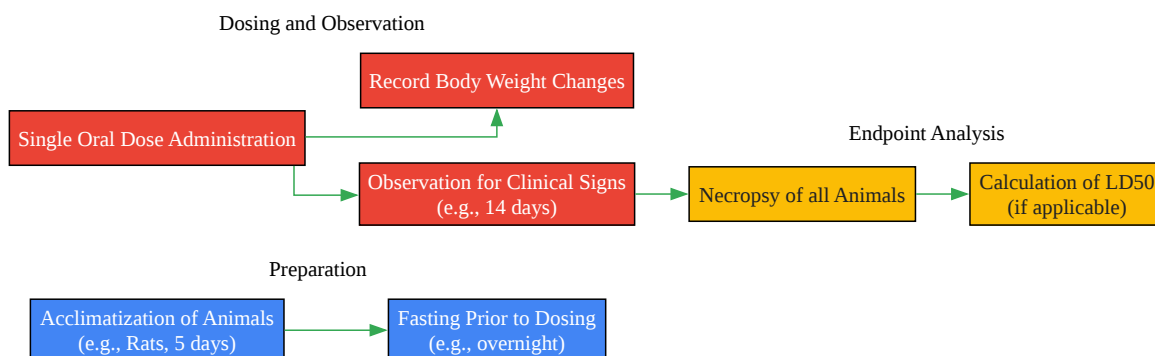 Dosing and Observation
Record Body Weight Changes
Single Oral Dose Administration
Endpoint Analysis
Observation for Clinical Signs
(e.g., 14 days)
Necropsy of all Animals
Calculation of LD50
(if applicable)
Preparation
Acclimatization of Animals
(e.g., Rats, 5 days)
Fasting Prior to Dosing
(e.g., overnight)